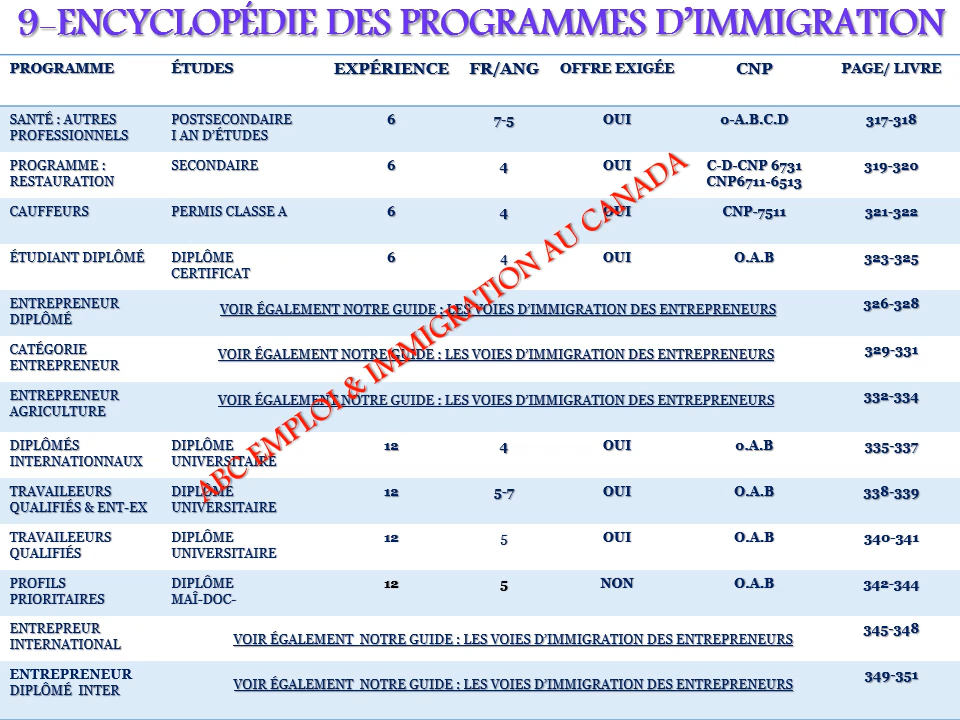 9-ENCYCLOPÉDIE DES PROGRAMMES D'IMMIGRATION
PROGRAMME ÉTUDES EXPÉRIENCE FR/ANG OFFRE EXIGÉE CNP PAGE/ LIVRE
SANTÉ : AUTRES POSTSECONDAIRE 6 7-5 OUI 0-A.B.C.D 317-318
PROFESSIONNELS I AN D'ÉTUDES
PROGRAMME : SECONDAIRE 6 4 OUI C-D-CNP 6731 319-320
RESTAURATION CNP6711-6513
CAUFFEURS PERMIS CLASSE A 6 4 OUI CNP-7511 321-322
ÉTUDIANT DIPLÔMÉ DIPLÔME 6 4 OUI O.A.B 323-325
CERTIFICAT
ENTREPRENEUR VOIR ÉGALEMENT NOTRE GUIDE : LES VOIES D'IMMIGRATION DES ENTREPRENEURS 326-328
DIPLÔMÉ
CATÉGORIE VOIR ÉGALEMENT NOTRE GUIDE : LES VOIES D'IMMIGRATION DES ENTREPRENEURS 329-331
ENTREPRENEUR
ENTREPRENEUR VOIR ÉGALEMENT NOTRE GUIDE : LES VOIES D'IMMIGRATION DES ENTREPRENEURS 332-334
AGRICULTURE
DIPLÔMÉS DIPLÔME 12 4 OUI 0.A.B 335-337
INTERNATIONNAUX UNIVERSITAIRE
TRAVAILEEURS DIPLÔME 12 5-7 OUI O.A.B 338-339
QUALIFIÉS & ENT-EX UNIVERSITAIRE
TRAVAILEEURS DIPLÔME 12 5 OUI O.A.B 340-341
QUALIFIÉS UNIVERSITAIRE
PROFILS DIPLÔME 12 5 NON O.A.B 342-344
PRIORITAIRES MAÎ-DOC-
ENTREPREUR VOIR ÉGALEMENT NOTRE GUIDE : LES VOIES D'IMMIGRATION DES ENTREPRENEURS 345-348
INTERNATIONAL
ENTREPRENEUR VOIR ÉGALEMENT NOTRE GUIDE : LES VOIES D'IMMIGRATION DES ENTREPRENEURS 349-351
DIPLÔMÉ INTER
ABC EMPLOI & IMMIGRATION AU CANADA